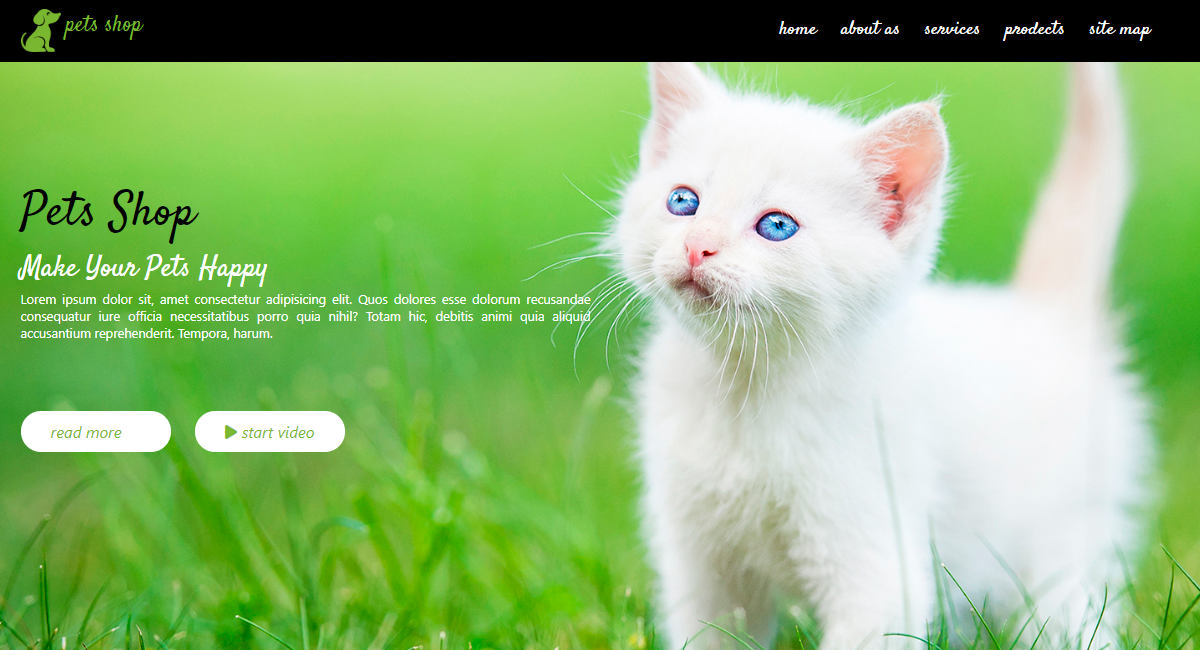 pets shop
home about as services prodects site map
Pets Shop
Make Your Pets Happy
Lorem ipsum dolor sit, amet consectetur adipisicing elit. Quos dolores esse dolorum recusandae
consequatur iure officia necessitatibus porro quia nihil? Totam hic, debitis animi quia aliquid
accusantium reprehenderit. Tempora, harum.
read more
start video